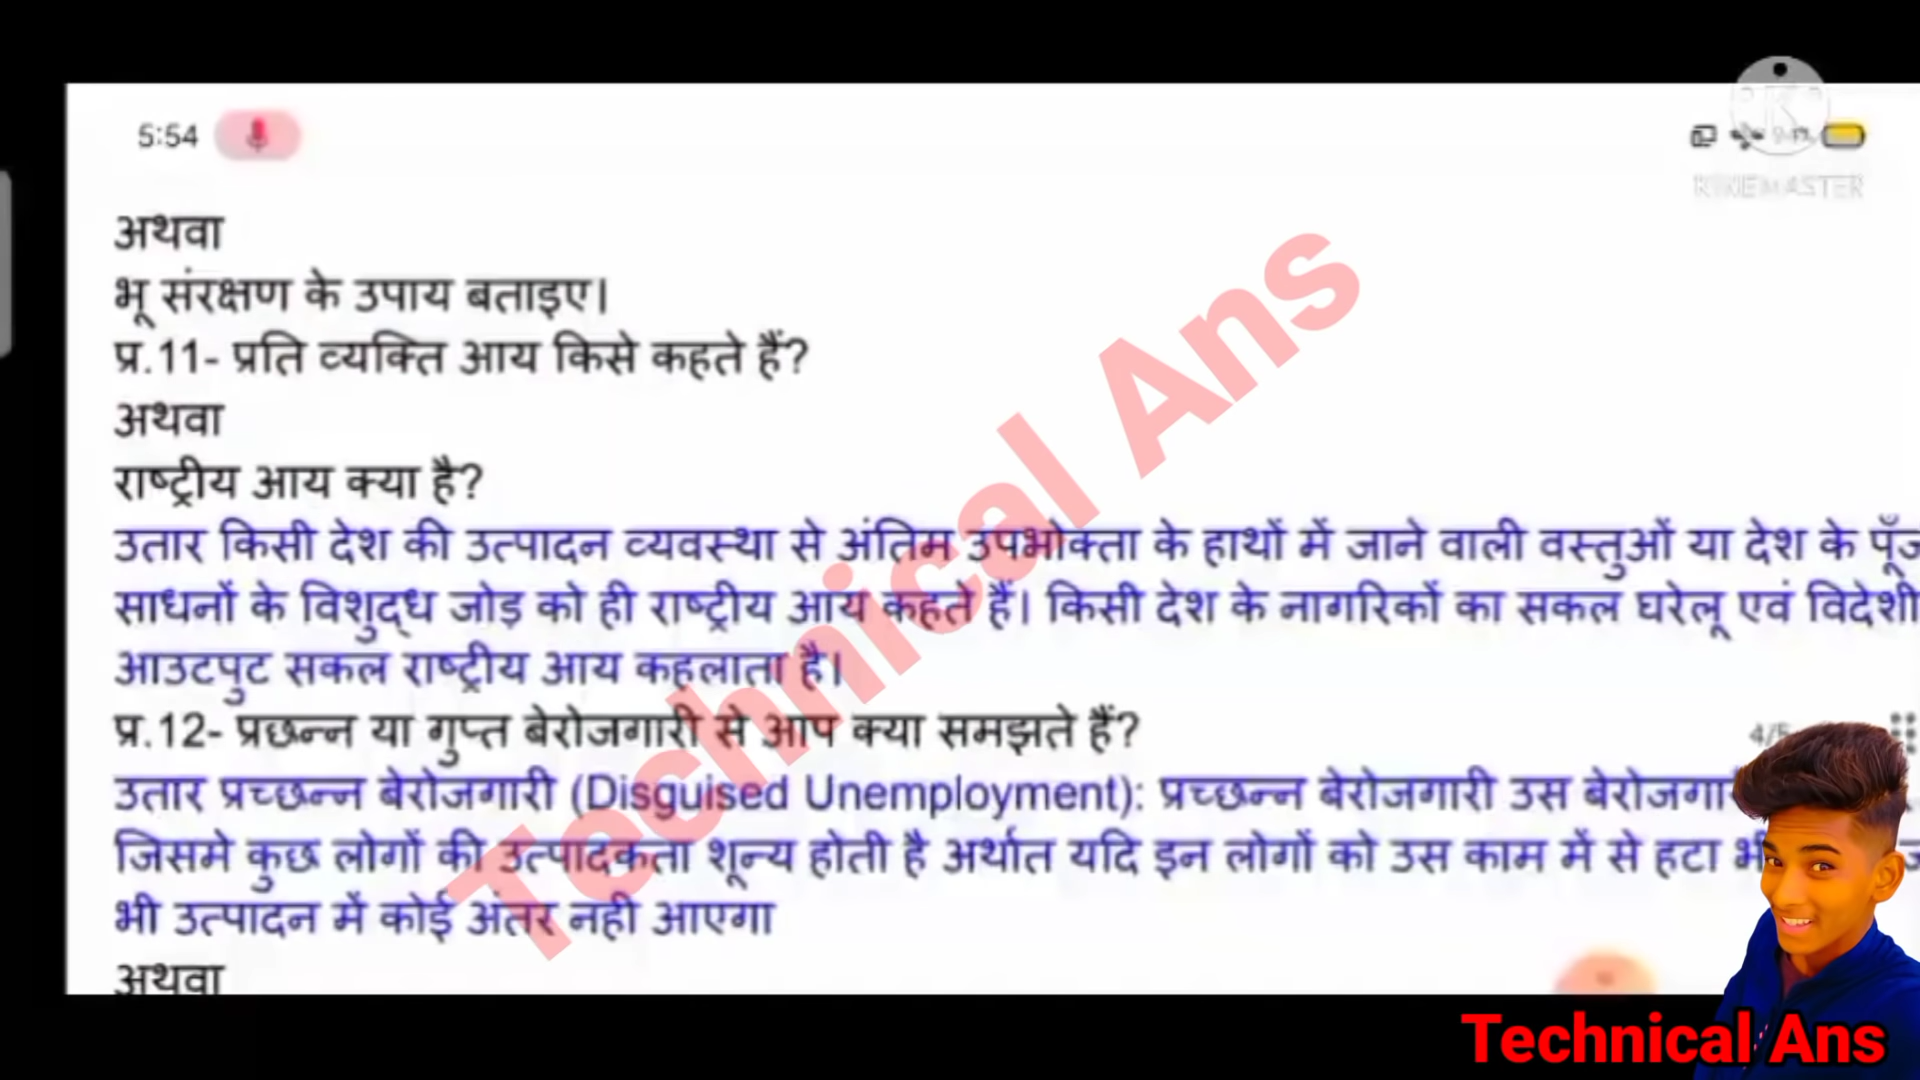 5:54
KINEMASTER
अथवा
भू संरक्षण के उपाय बताइए।
प्र.11- प्रति व्यक्ति आय किसे कहते हैं?
अथवा
राष्ट्रीय आय क्या है?
उतार किसी देश की उत्पादन व्यवस्था से अंतिम उपभोक्ता के हाथों में जाने वाली वस्तुओं या देश के
साधनों के विशुद्ध जोड़ को ही राष्ट्रीय आय कहते हैं। किसी देश के नागरिकों का सकल घरेलू एवं विदेशी
आउटपुट सकल राष्ट्रीय आय कहलाता है।
प्र.12- प्रछन्न या गुप्त बेरोजगारी से आप क्या समझते हैं?
उतार प्रच्छन्न बेरोजगारी (Disguised Unemployment): प्रच्छन्न बेरोजगारी उस
जिसमे कुछ लोगों की उत्पादकता शून्य होती है अर्थात यदि इन लोगों को उस काम में से हटा
भी उत्पादन में कोई अंतर नही आएगा
अथवा
Technical Ans
Technical Ans